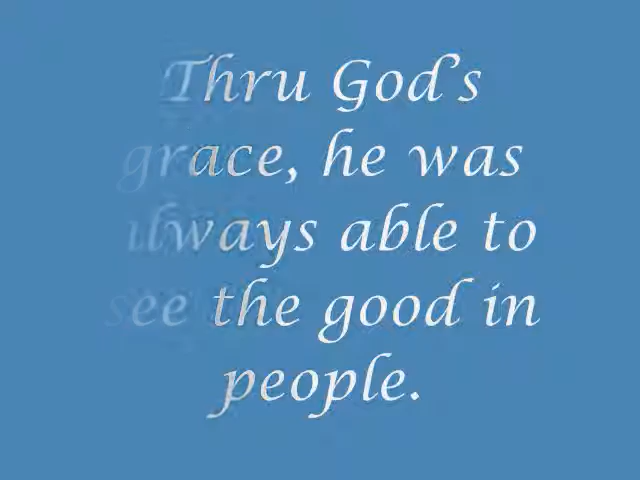 Thru God's
grace, he was
always able to
see the good in
people.